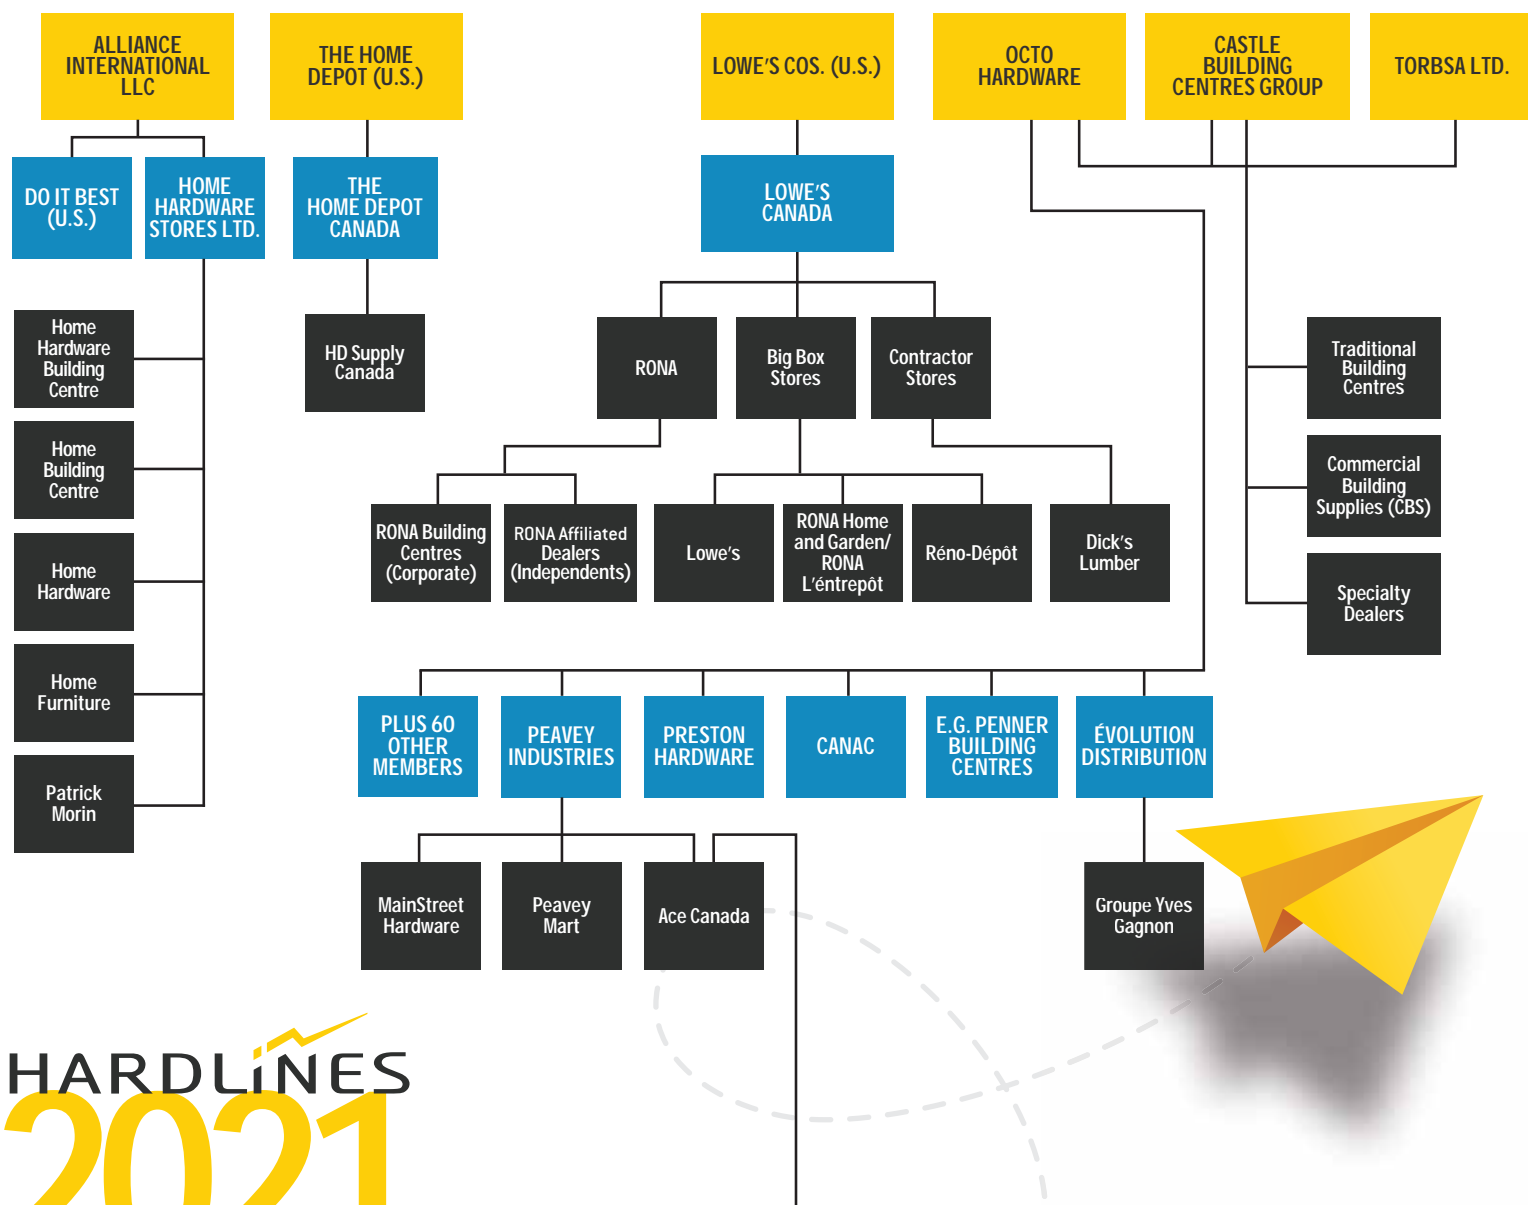 ALLIANCE
INTERNATIONAL
LLC
THE HOME
DEPOT (U.S.)
LOWE'S COS. (U.S.)
OCTO
HARDWARE
CASTLE
BUILDING
CENTRES GROUP
TORBSA LTD.
DO IT BEST
(U.S.)
HOME
HARDWARE
STORES LTD.
THE
HOME DEPOT
CANADA
LOWE'S
CANADA
Home
Hardware
Building
Centre
Home
Building
Centre
Home
Hardware
Home
Furniture
Patrick
Morin
HD Supply
Canada
RONA
Big Box
Stores
Contractor
Stores
Traditional
Building
Centres
Commercial
Building
Supplies (CBS)
Specialty
Dealers
RONA Building
Centres
(Corporate)
RONA Affiliated
Dealers
(Independents)
Lowe's
RONA Home
and Garden/
RONA
L'éntrepôt
Réno-Dépôt
Dick's
Lumber
PLUS 60
OTHER
MEMBERS
PEAVEY
INDUSTRIES
PRESTON
HARDWARE
CANAC
E.G. PENNER
BUILDING
CENTRES
ÉVOLUTION
DISTRIBUTION
MainStreet
Hardware
Peavey
Mart
Ace Canada
Groupe Yves
Gagnon
HARDLINES
2021